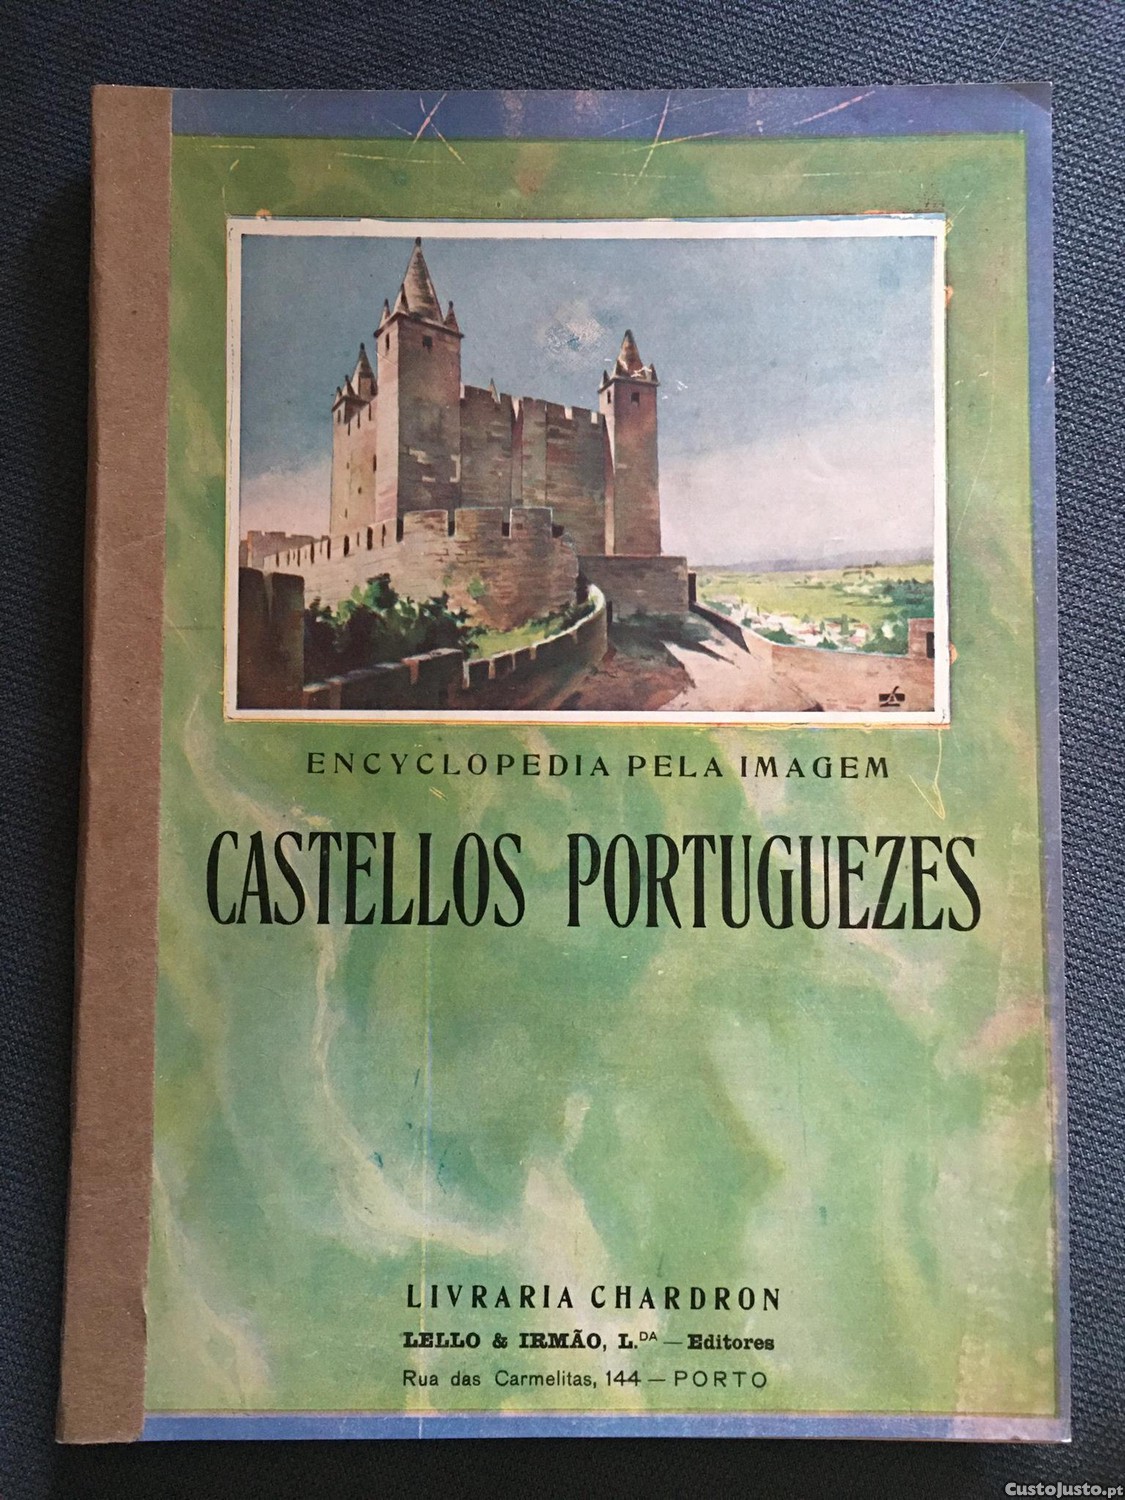 ENCYCLOPEDIA PELA IMAGEM
CASTELLOS PORTUGUEZES
LIVRARIA CHARDRON
LELLO & IRMÃO, L.DA — Editores
Rua das Carmelitas, 144 — PORTO
CustoJusto.pt